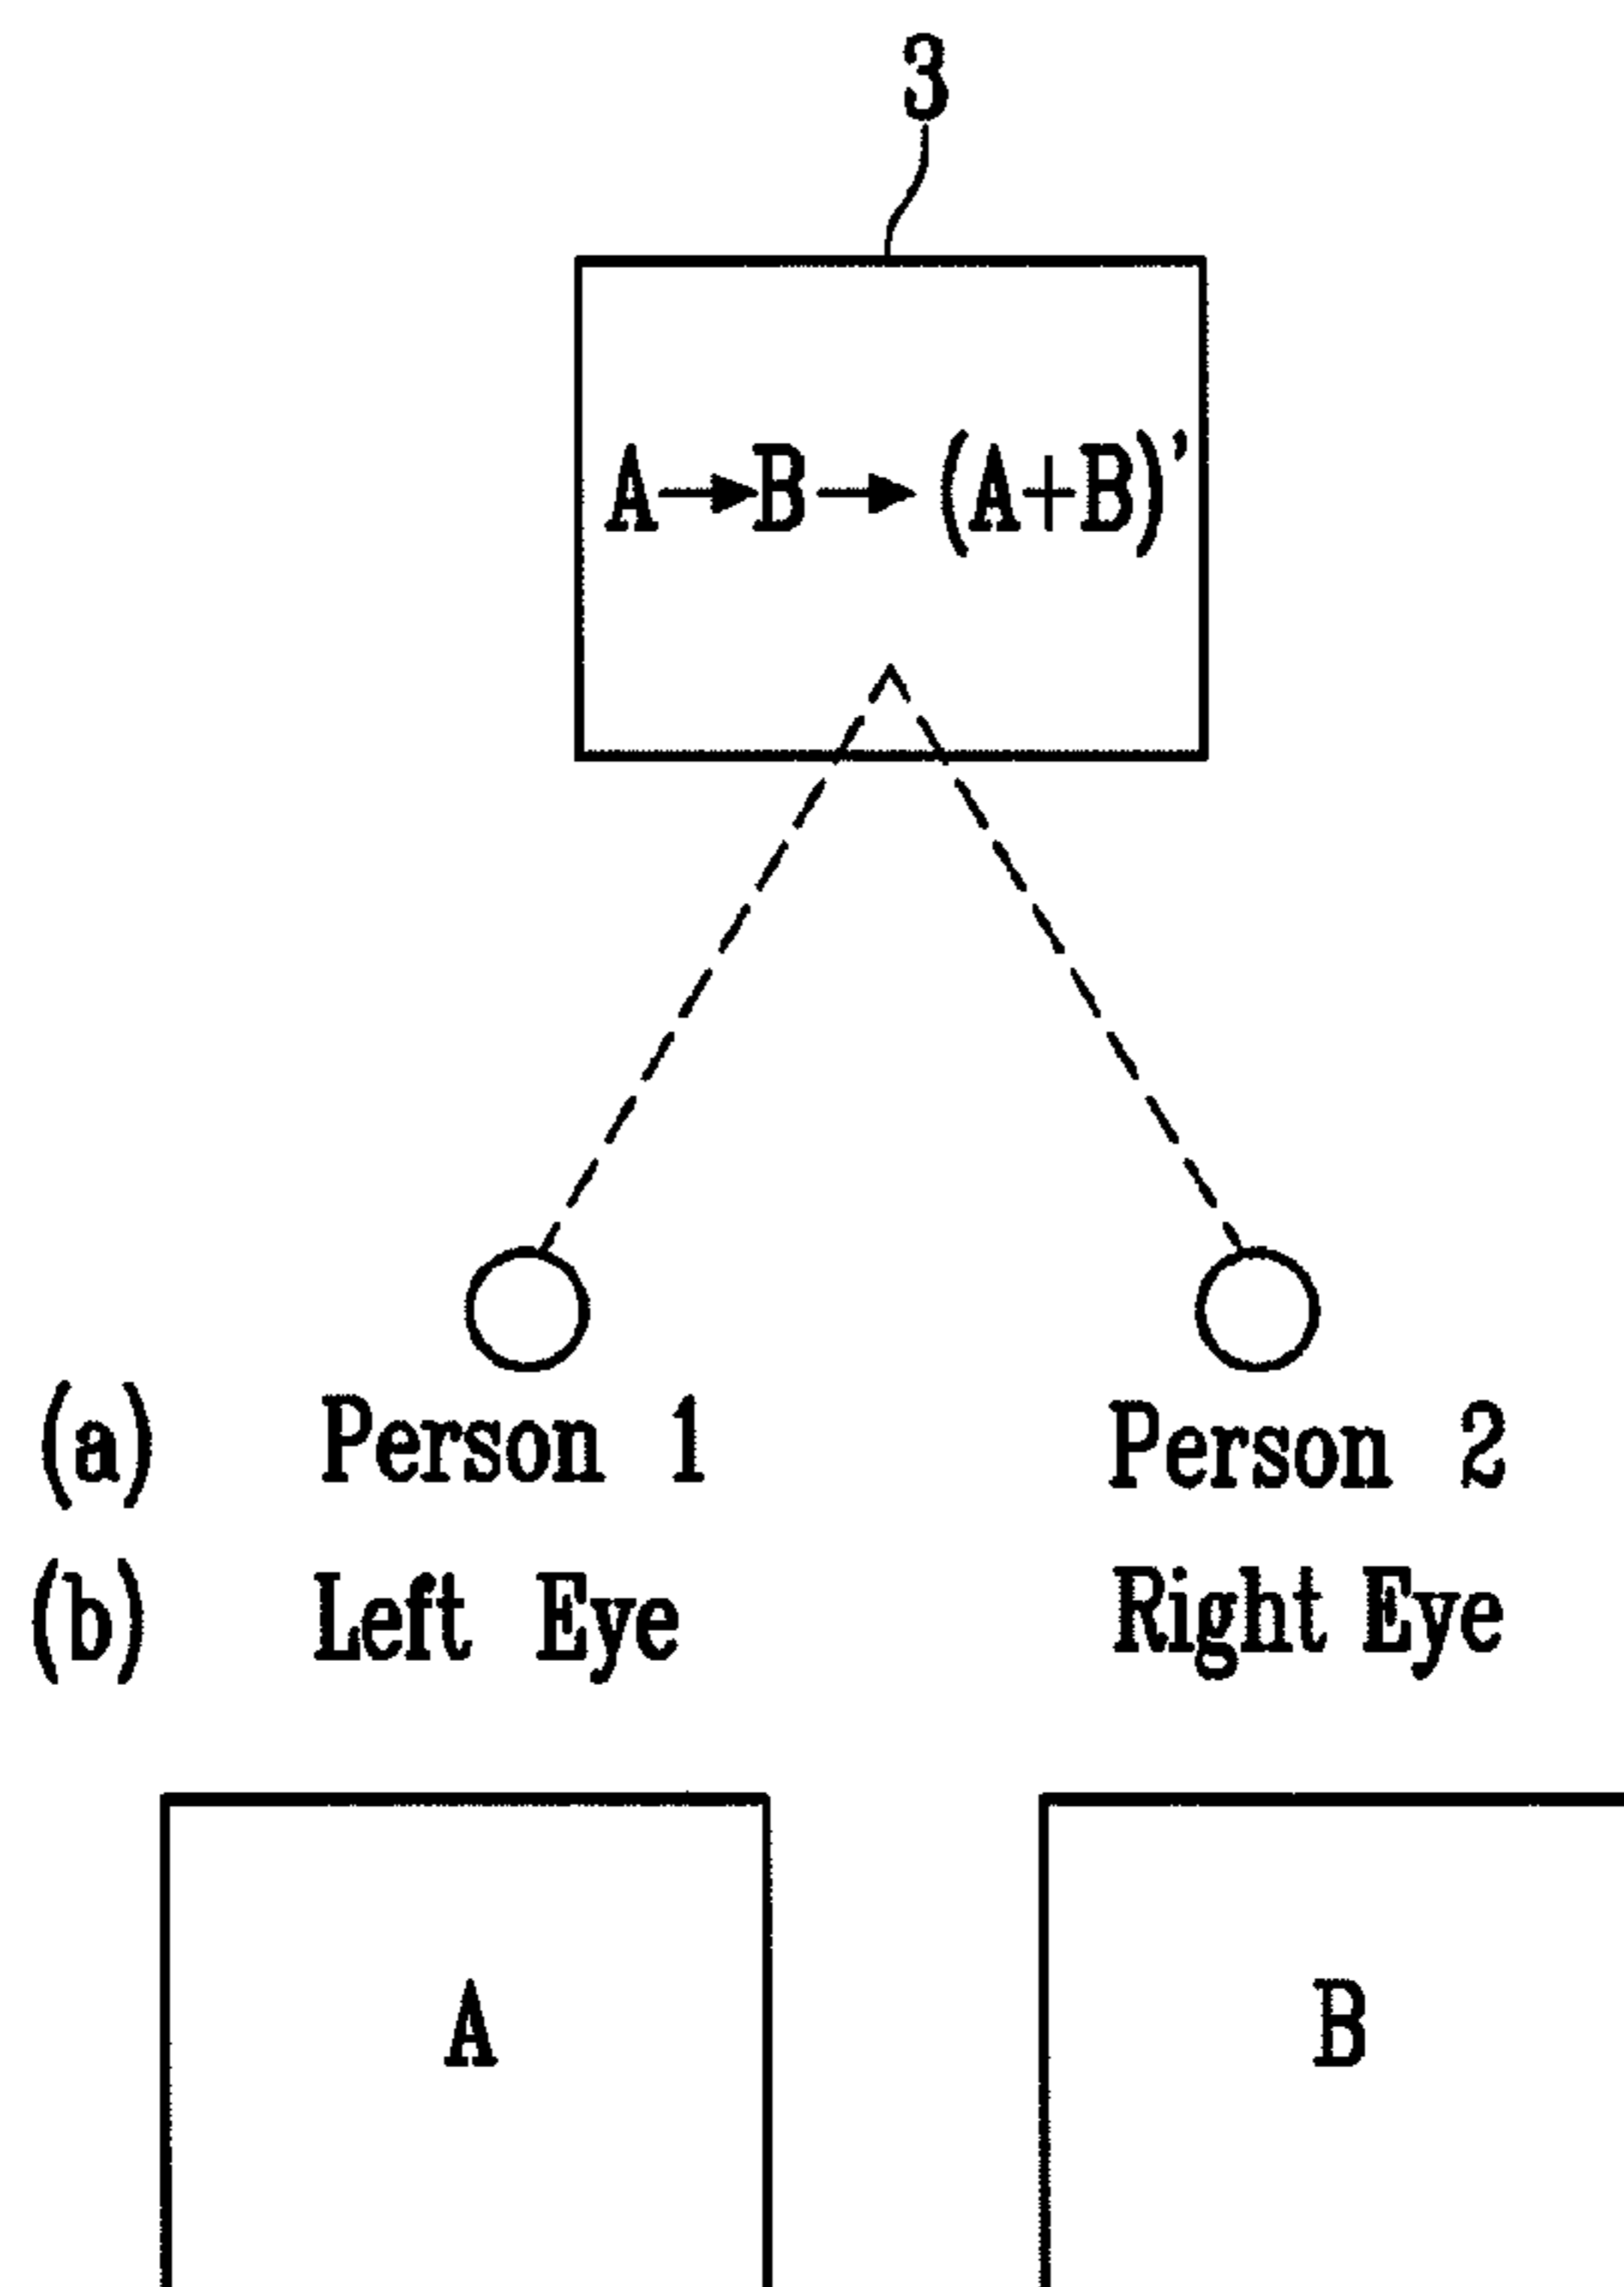 3
A→B→(A+B)'
(a) Person 1 Person 2
(b) Left Eye Right Eye
A B